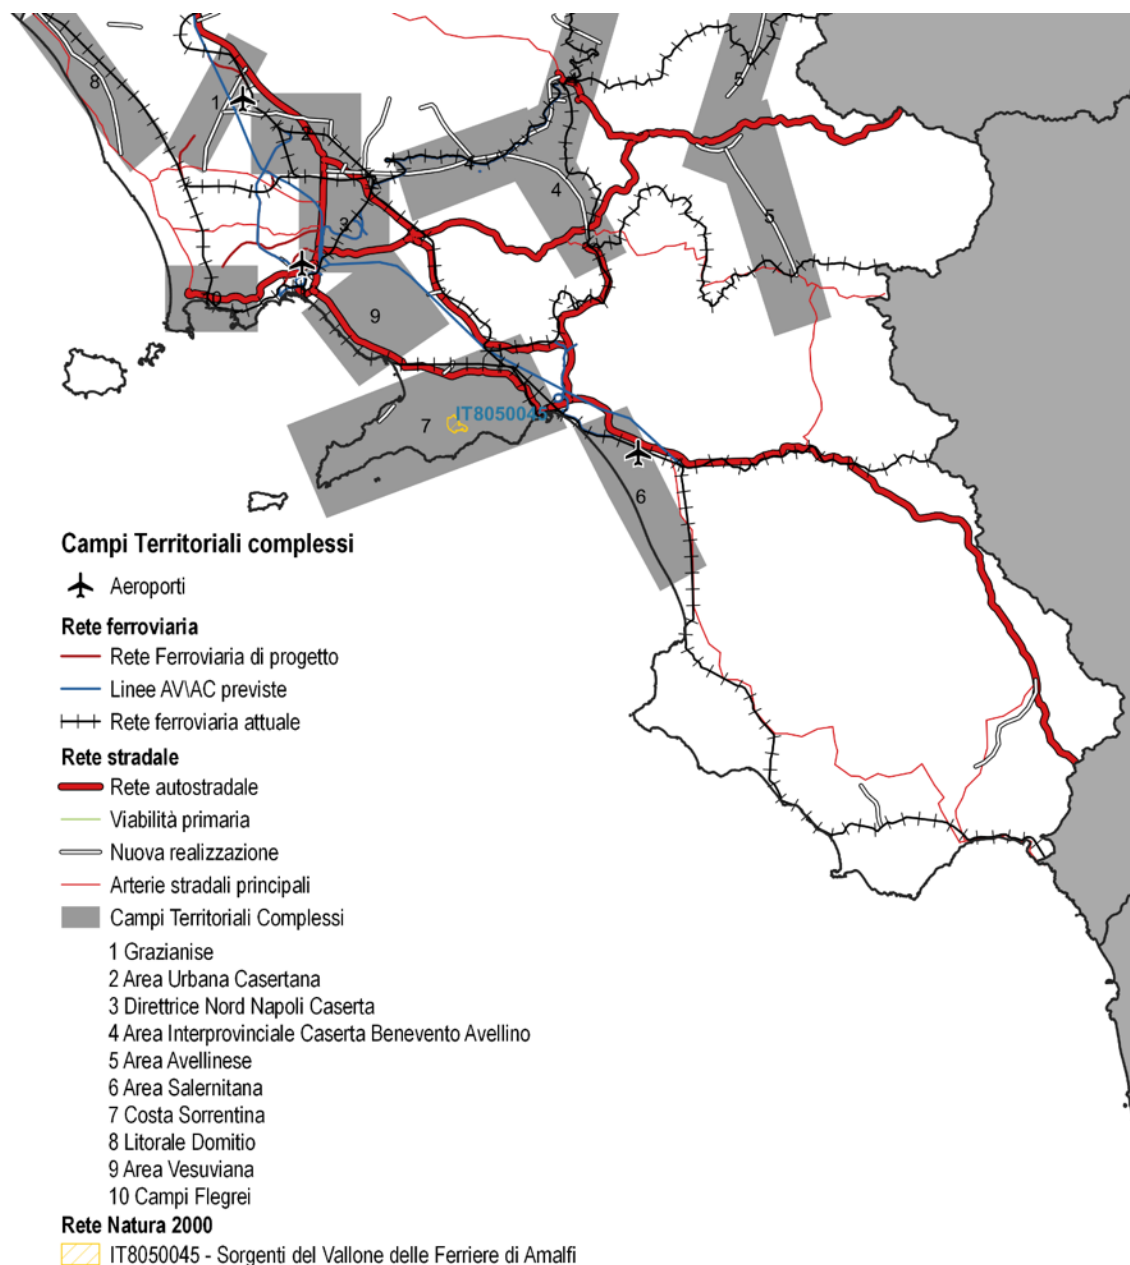 8
1
2
3
4
5
5
10
9
7
IT8050045
6
Campi Territoriali complessi
Aeroporti
Rete ferroviaria
Rete Ferroviaria di progetto
Linee AV\AC previste
Rete ferroviaria attuale
Rete stradale
Rete autostradale
Viabilità primaria
Nuova realizzazione
Arterie stradali principali
Campi Territoriali Complessi
1 Grazianise
2 Area Urbana Casertana
3 Direttrice Nord Napoli Caserta
4 Area Interprovinciale Caserta Benevento Avellino
5 Area Avellinese
6 Area Salernitana
7 Costa Sorrentina
8 Litorale Domitio
9 Area Vesuviana
10 Campi Flegrei
Rete Natura 2000
IT8050045 - Sorgenti del Vallone delle Ferriere di Amalfi